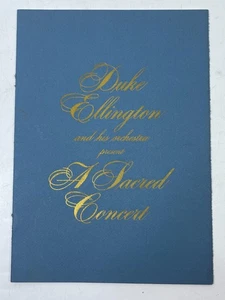 Duke
Ellington
and his orchestra
present
A Sacred
Concert